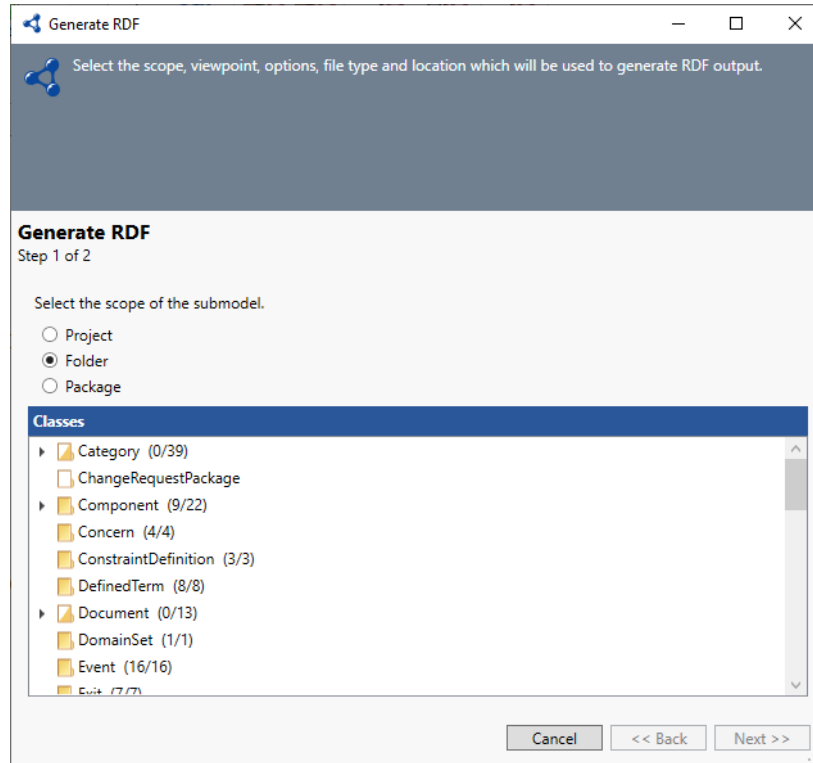 Generate RDF
Select the scope, viewpoint, options, file type and location which will be used to generate RDF output.
Generate RDF
Step 1 of 2
Select the scope of the submodel.
Project
Folder
Package
Classes
Category (0/39)
ChangeRequestPackage
Component (9/22)
Concern (4/4)
ConstraintDefinition (3/3)
DefinedTerm (8/8)
Document (0/13)
DomainSet (1/1)
Event (16/16)
Exit (7/7)
Cancel << Back Next >>